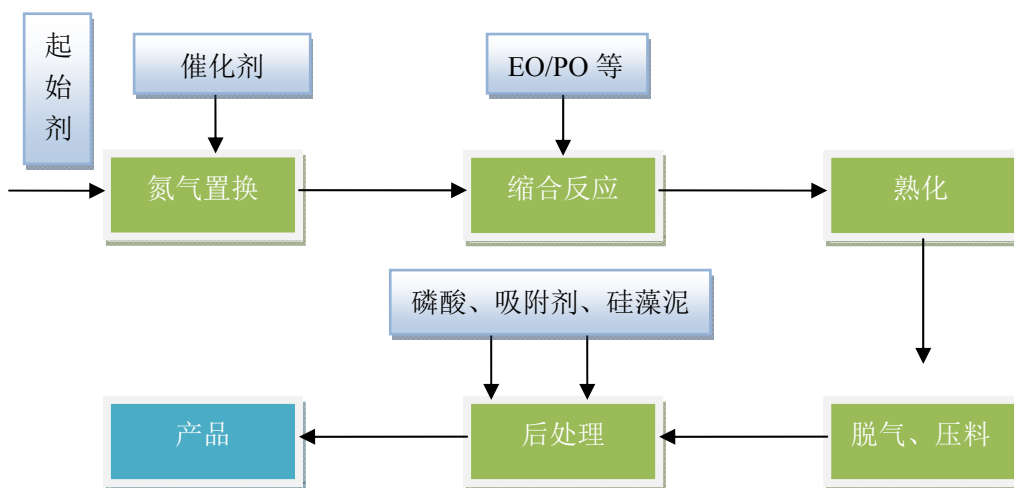 起
始
剂
催化剂
EO/PO 等
氮气置换
缩合反应
熟化
磷酸、吸附剂、硅藻泥
产品
后处理
脱气、压料